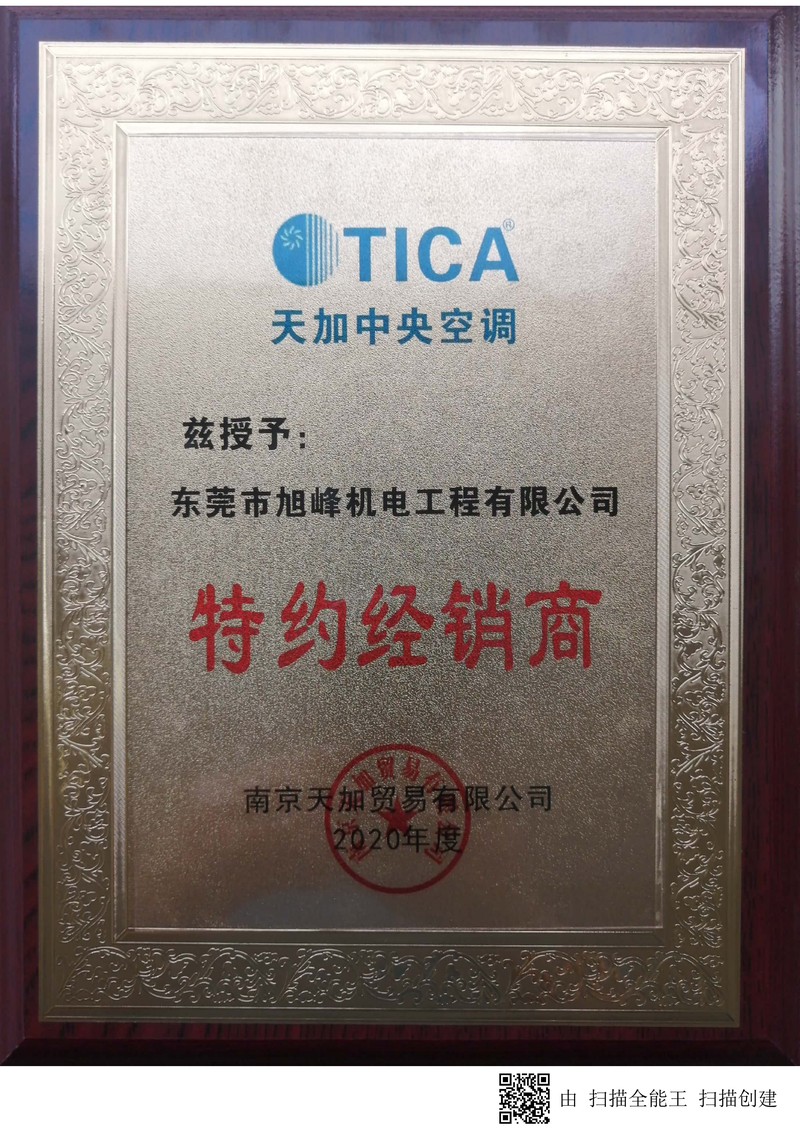 TICA®
天加中央空调
兹授予：
东莞市旭峰机电工程有限公司
特约经销商
南京天加贸易有限公司
2020年度
由 扫描全能王 扫描创建